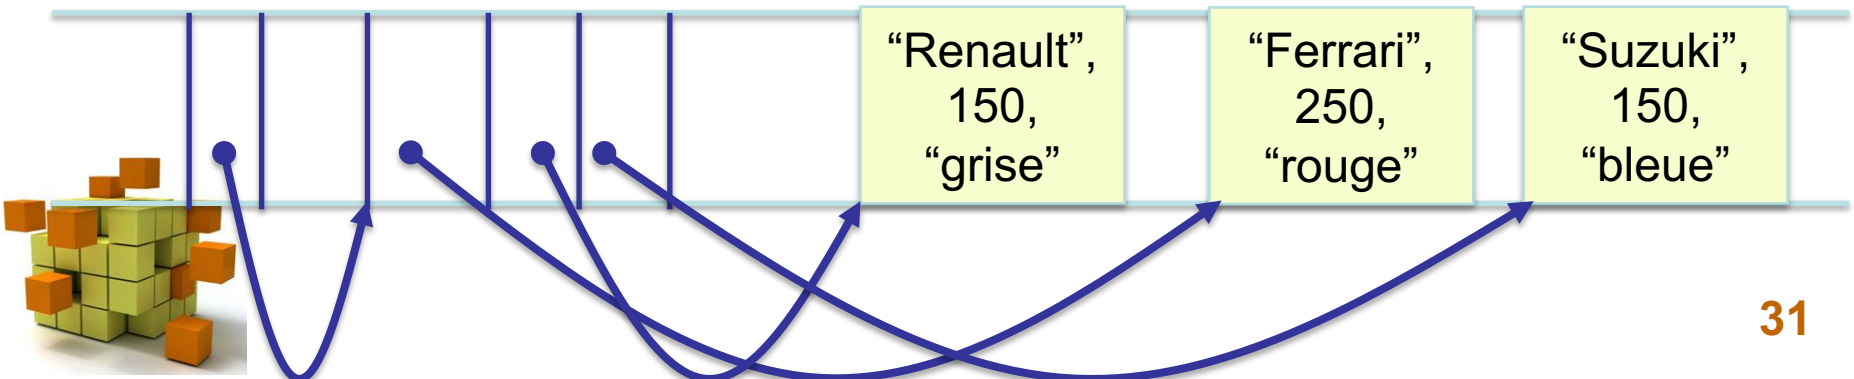 “Renault”,
150,
“grise”
“Ferrari”,
250,
“rouge”
“Suzuki”,
150,
“bleue”
31